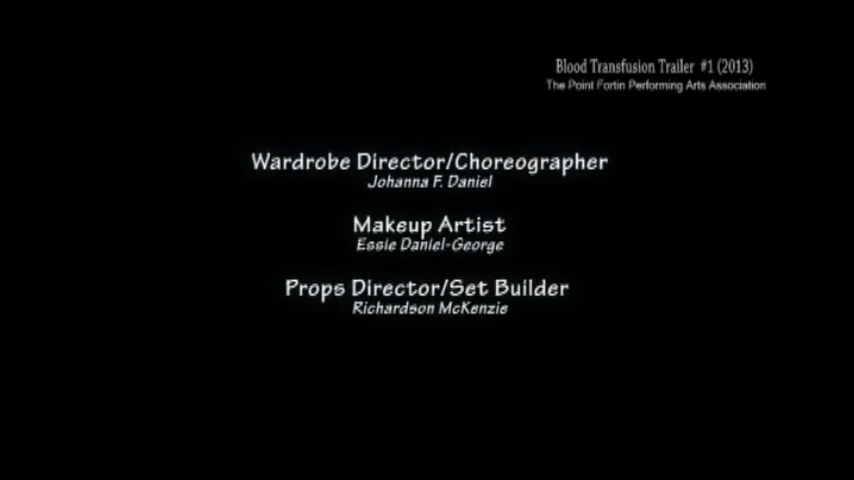 Blood Transfusion Trailer #1 (2013)
The Point Fortin Performing Arts Association
Wardrobe Director/Choreographer
Johanna F. Daniel
Makeup Artist
Essie Daniel-George
Props Director/Set Builder
Richardson McKenzie